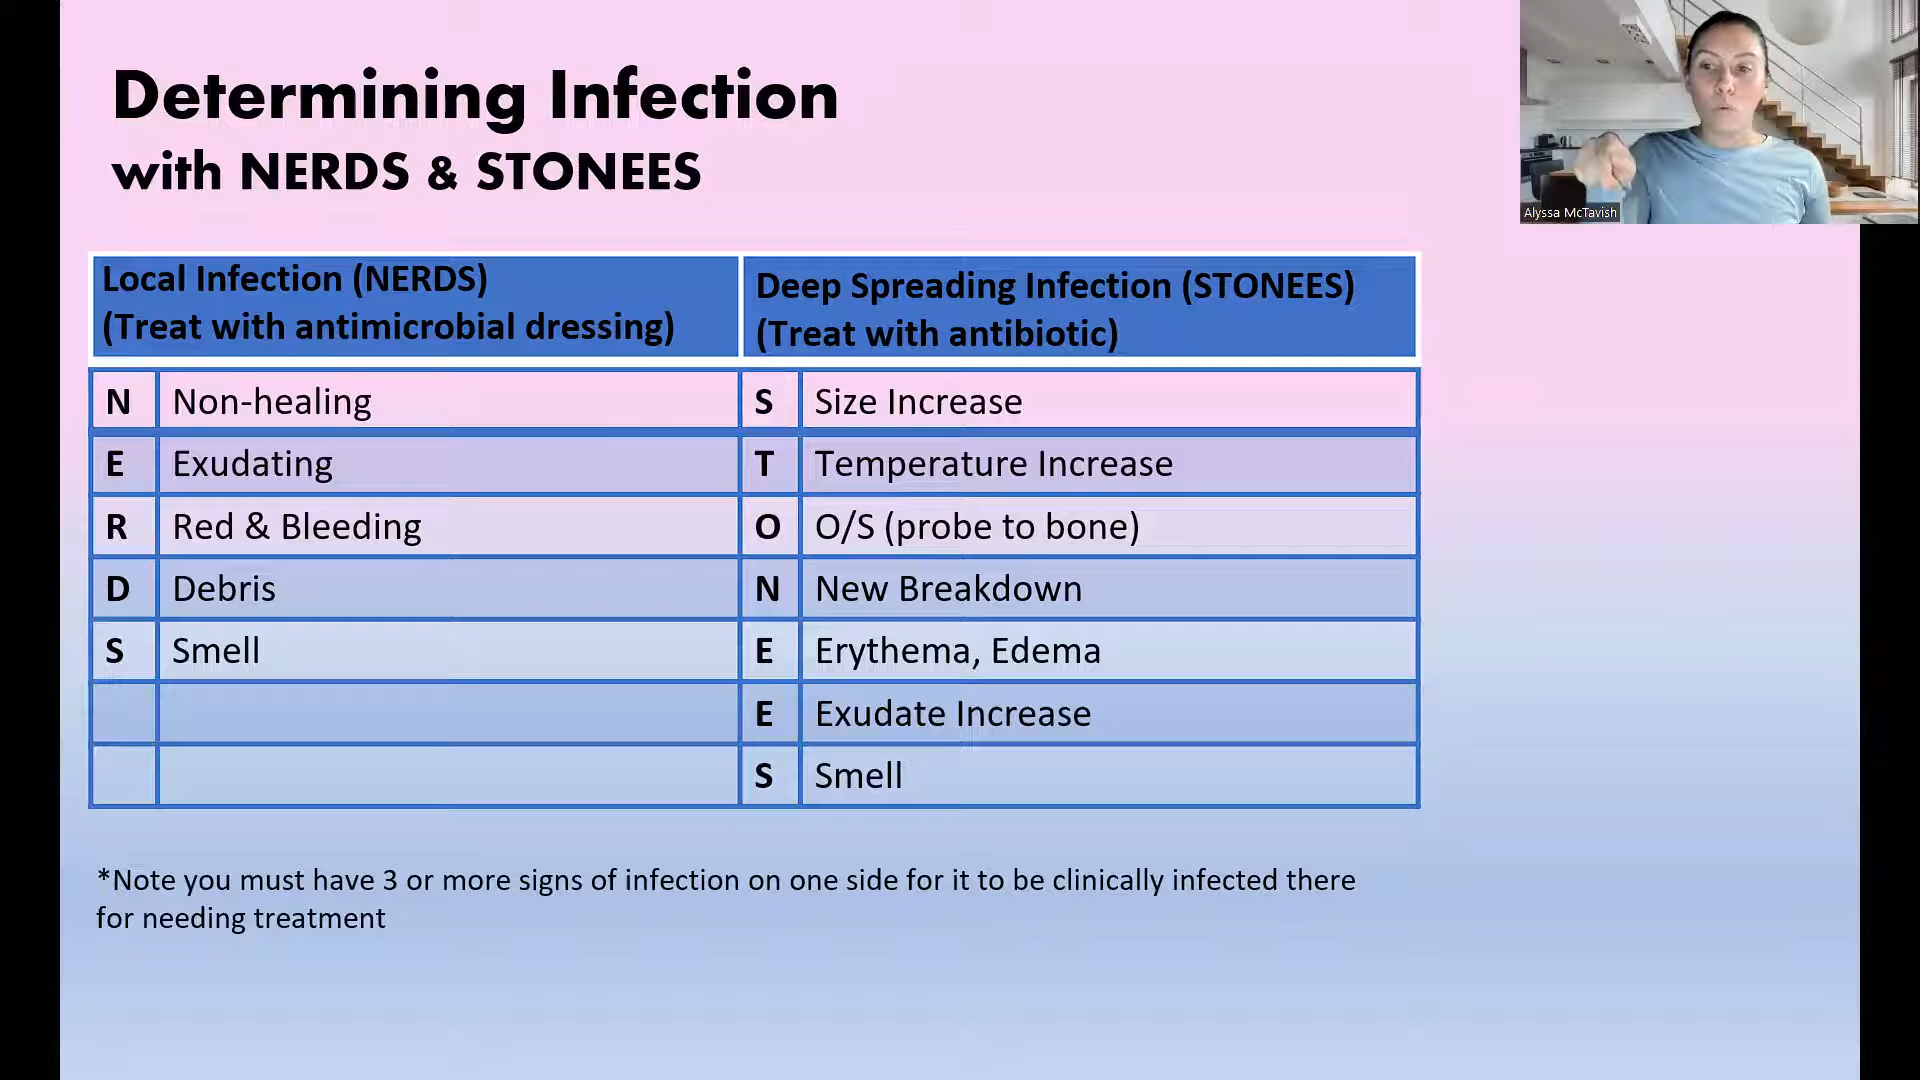 Determining Infection
with NERDS & STONEES
Alyssa McTavish
Local Infection (NERDS)
(Treat with antimicrobial dressing)
Deep Spreading Infection (STONEES)
(Treat with antibiotic)
N Non-healing S Size Increase
E Exudating T Temperature Increase
R Red & Bleeding O O/S (probe to bone)
D Debris N New Breakdown
S Smell E Erythema, Edema
E Exudate Increase
S Smell
*Note you must have 3 or more signs of infection on one side for it to be clinically infected there
for needing treatment